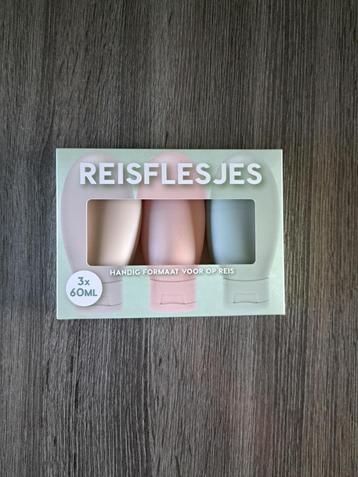 REISFLESJES
HANDIG FORMAAT VOOR OP REIS
3x
60ML